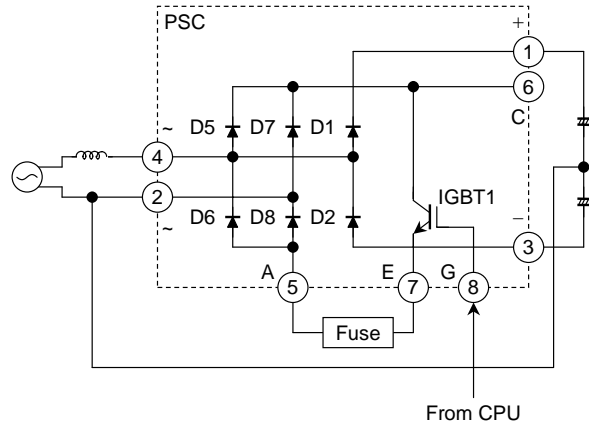 PSC
+
1
6
C
~
D5
D7
D1
4
2
~
D6
D8
D2
IGBT1
−
3
A
E
G
5
7
8
Fuse
From CPU